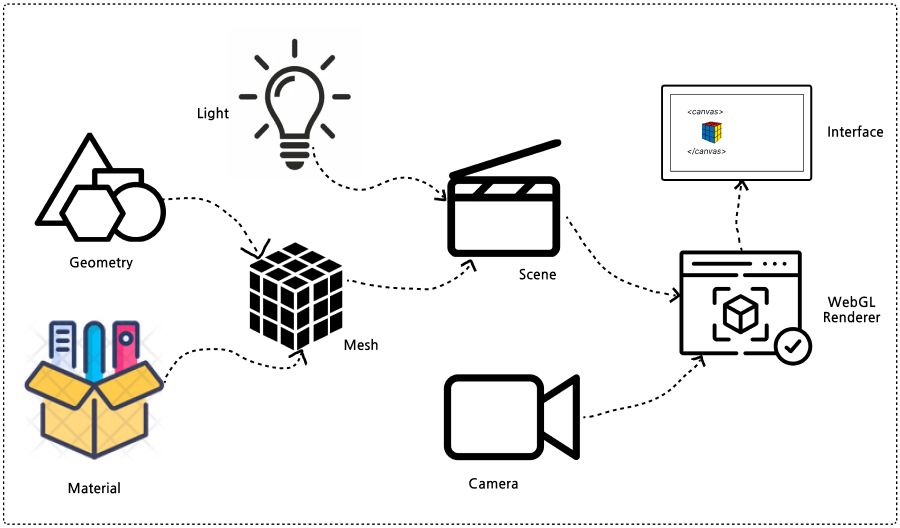 Light
<canvas>
</canvas>
Interface
Geometry
Scene
WebGL
Renderer
Mesh
Camera
Material